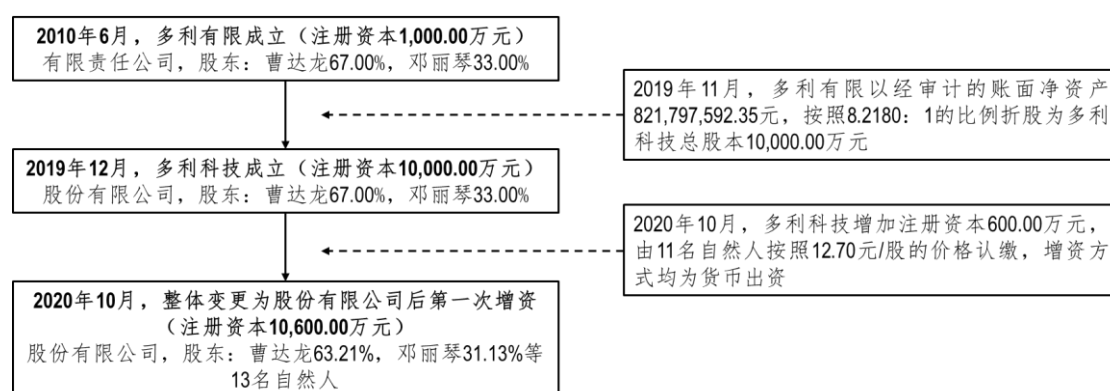 2010年6月，多利有限成立（注册资本1,000.00万元）
有限责任公司，股东：曹达龙67.00%，邓丽琴33.00%
2019年11月，多利有限以经审计的账面净资产
821,797,592.35元，按照8.2180：1的比例折股为多利
科技总股本10,000.00万元
2019年12月，多利科技成立（注册资本10,000.00万元）
股份有限公司，股东：曹达龙67.00%，邓丽琴33.00%
2020年10月，多利科技增加注册资本600.00万元，
由11名自然人按照12.70元/股的价格认缴，增资方
式均为货币出资
2020年10月，整体变更为股份有限公司后第一次增资
（注册资本10,600.00万元）
股份有限公司，股东：曹达龙63.21%，邓丽琴31.13%等
13名自然人